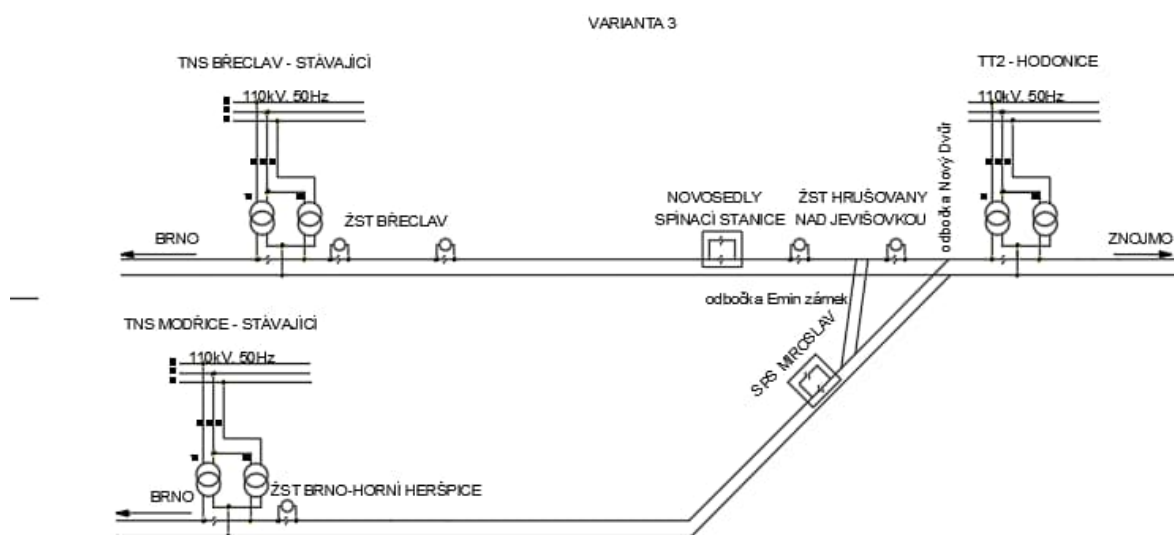 VARIANTA 3
TNS BŘECLAV - STÁVAJÍCÍ
110kV, 50Hz
TT2 - HODONICE
110kV, 50Hz
odbočka Nový Dvůr
NOVOSEDLY
SPÍNACÍ STANICE
ŽST HRUŠOVANY
NAD JEVIŠOVKOU
ŽST BŘECLAV
BRNO
ZNOJMO
odbočka Emin zámek
SPS MIROSLAV
TNS MODŘICE - STÁVAJÍCÍ
110kV, 50Hz
ŽST BRNO-HORNÍ HERŠPICE
BRNO